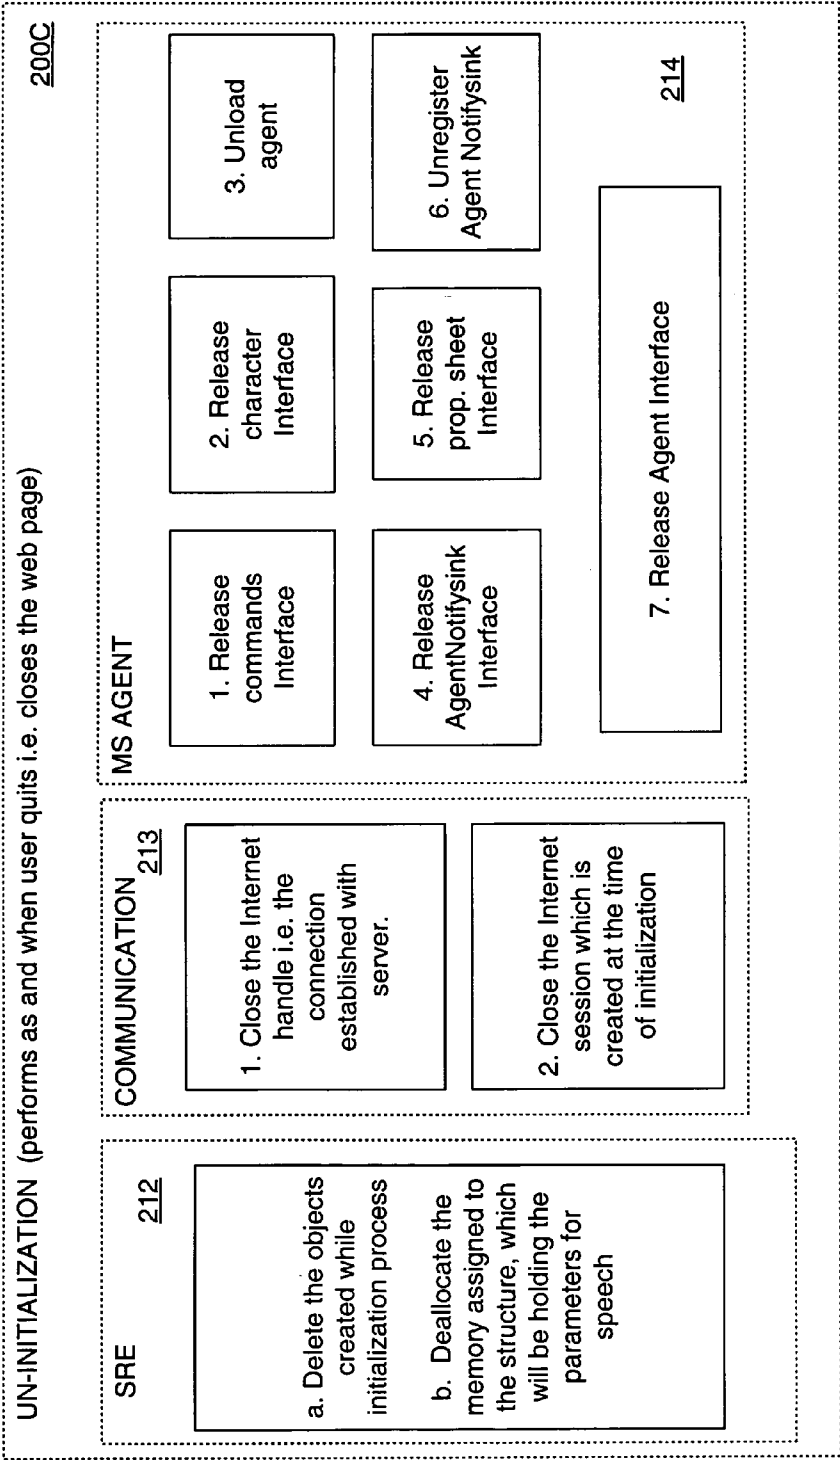 UN-INITIALIZATION (performs as and when user quits i.e. closes the web page)
200C
SRE
212
a. Delete the objects
created while
initialization process
b. Deallocate the
memory assigned to
the structure, which
will be holding the
parameters for
speech
COMMUNICATION
213
1. Close the Internet
handle i.e. the
connection
established with
server.
2. Close the Internet
session which is
created at the time
of initialization
MS AGENT
1. Release
commands
Interface
2. Release
character
Interface
3. Unload
agent
4. Release
AgentNotifysink
Interface
5. Release
prop. sheet
Interface
6. Unregister
Agent Notifysink
7. Release Agent Interface
214